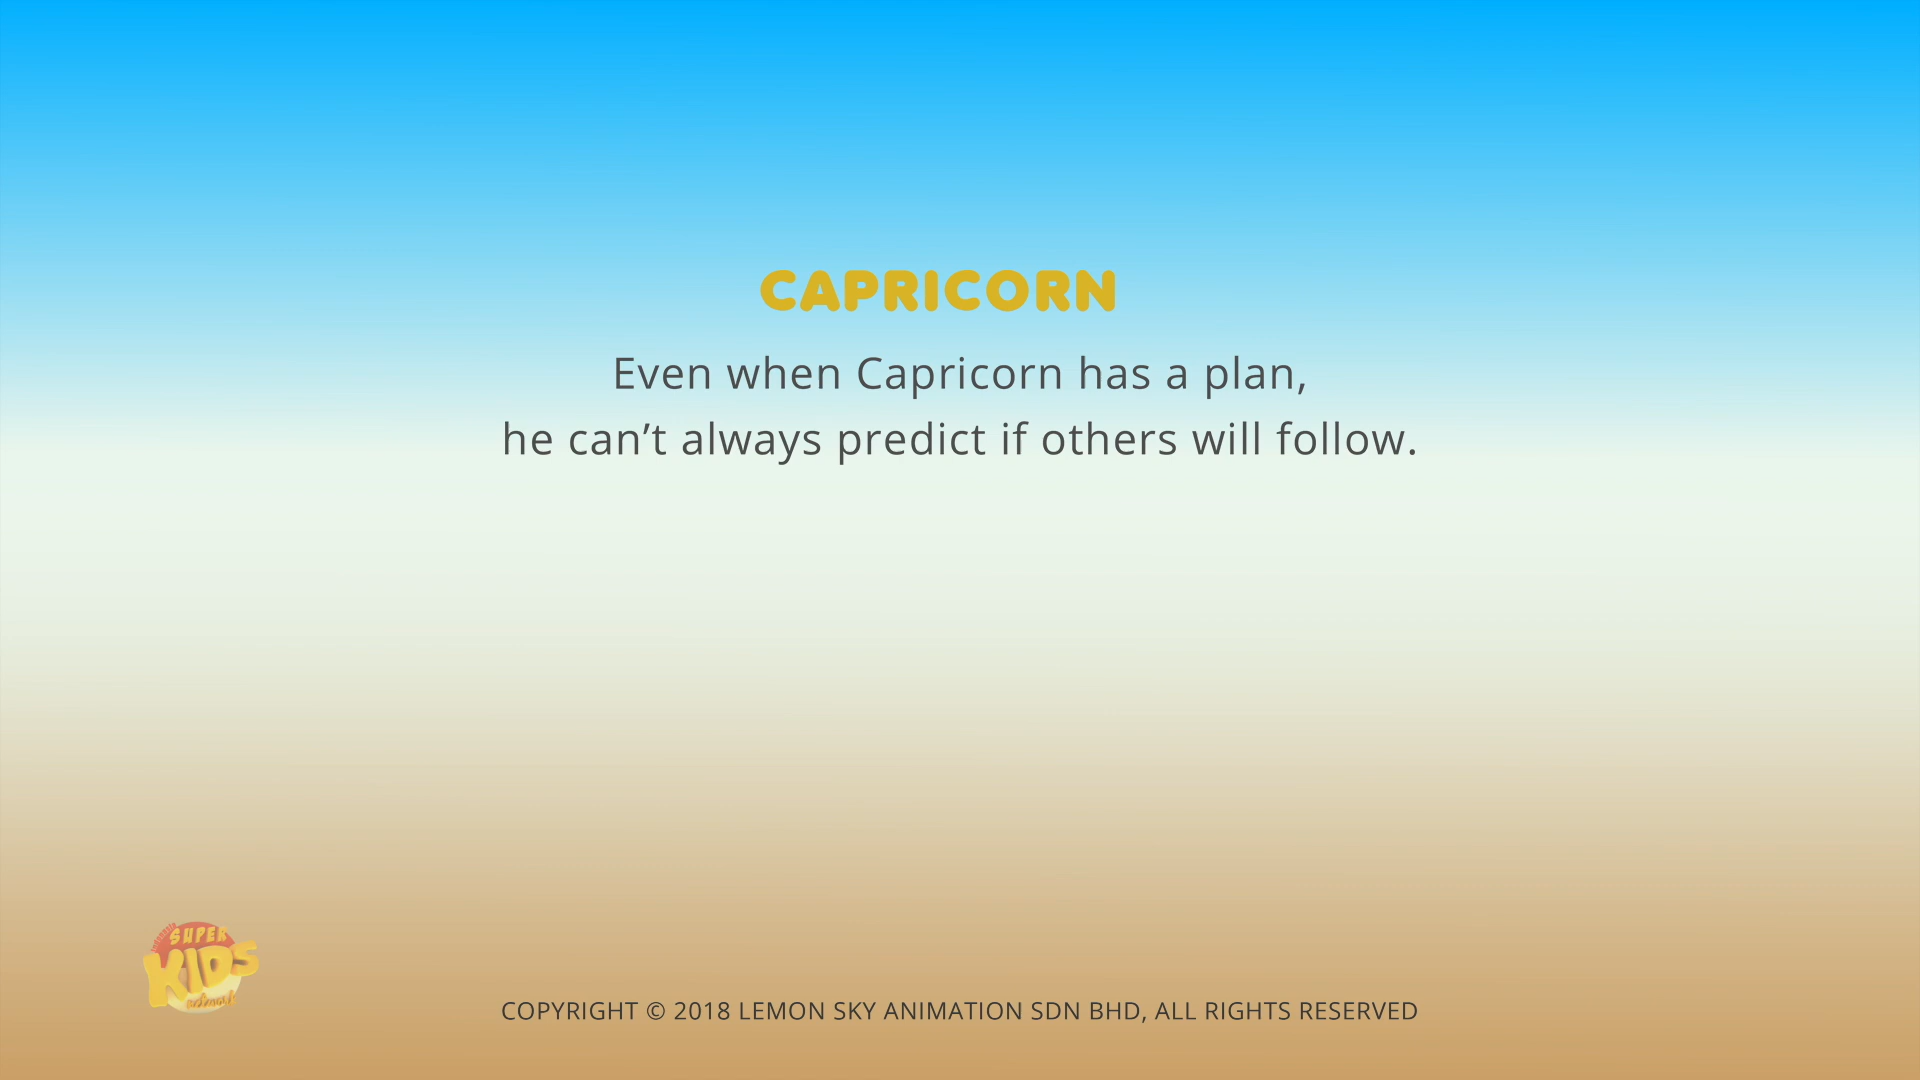 CAPRICORN
Even when Capricorn has a plan,
he can’t always predict if others will follow.
SUPER
KIDS
network
COPYRIGHT © 2018 LEMON SKY ANIMATION SDN BHD, ALL RIGHTS RESERVED